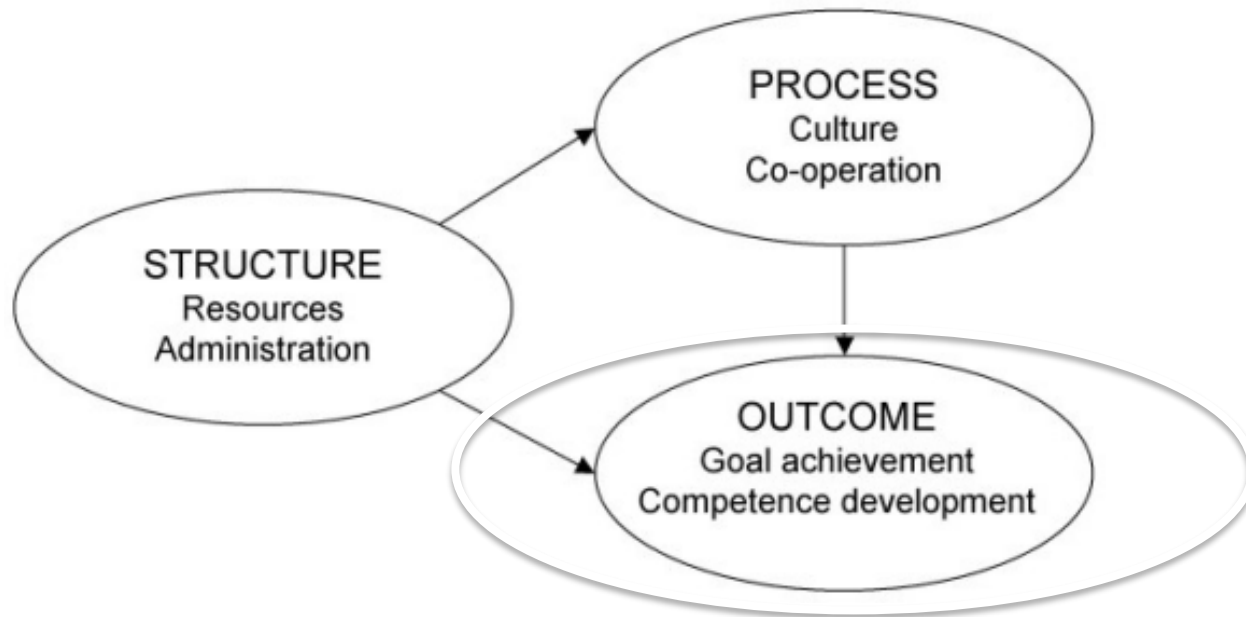 PROCESS
Culture
Co-operation
STRUCTURE
Resources
Administration
OUTCOME
Goal achievement
Competence development